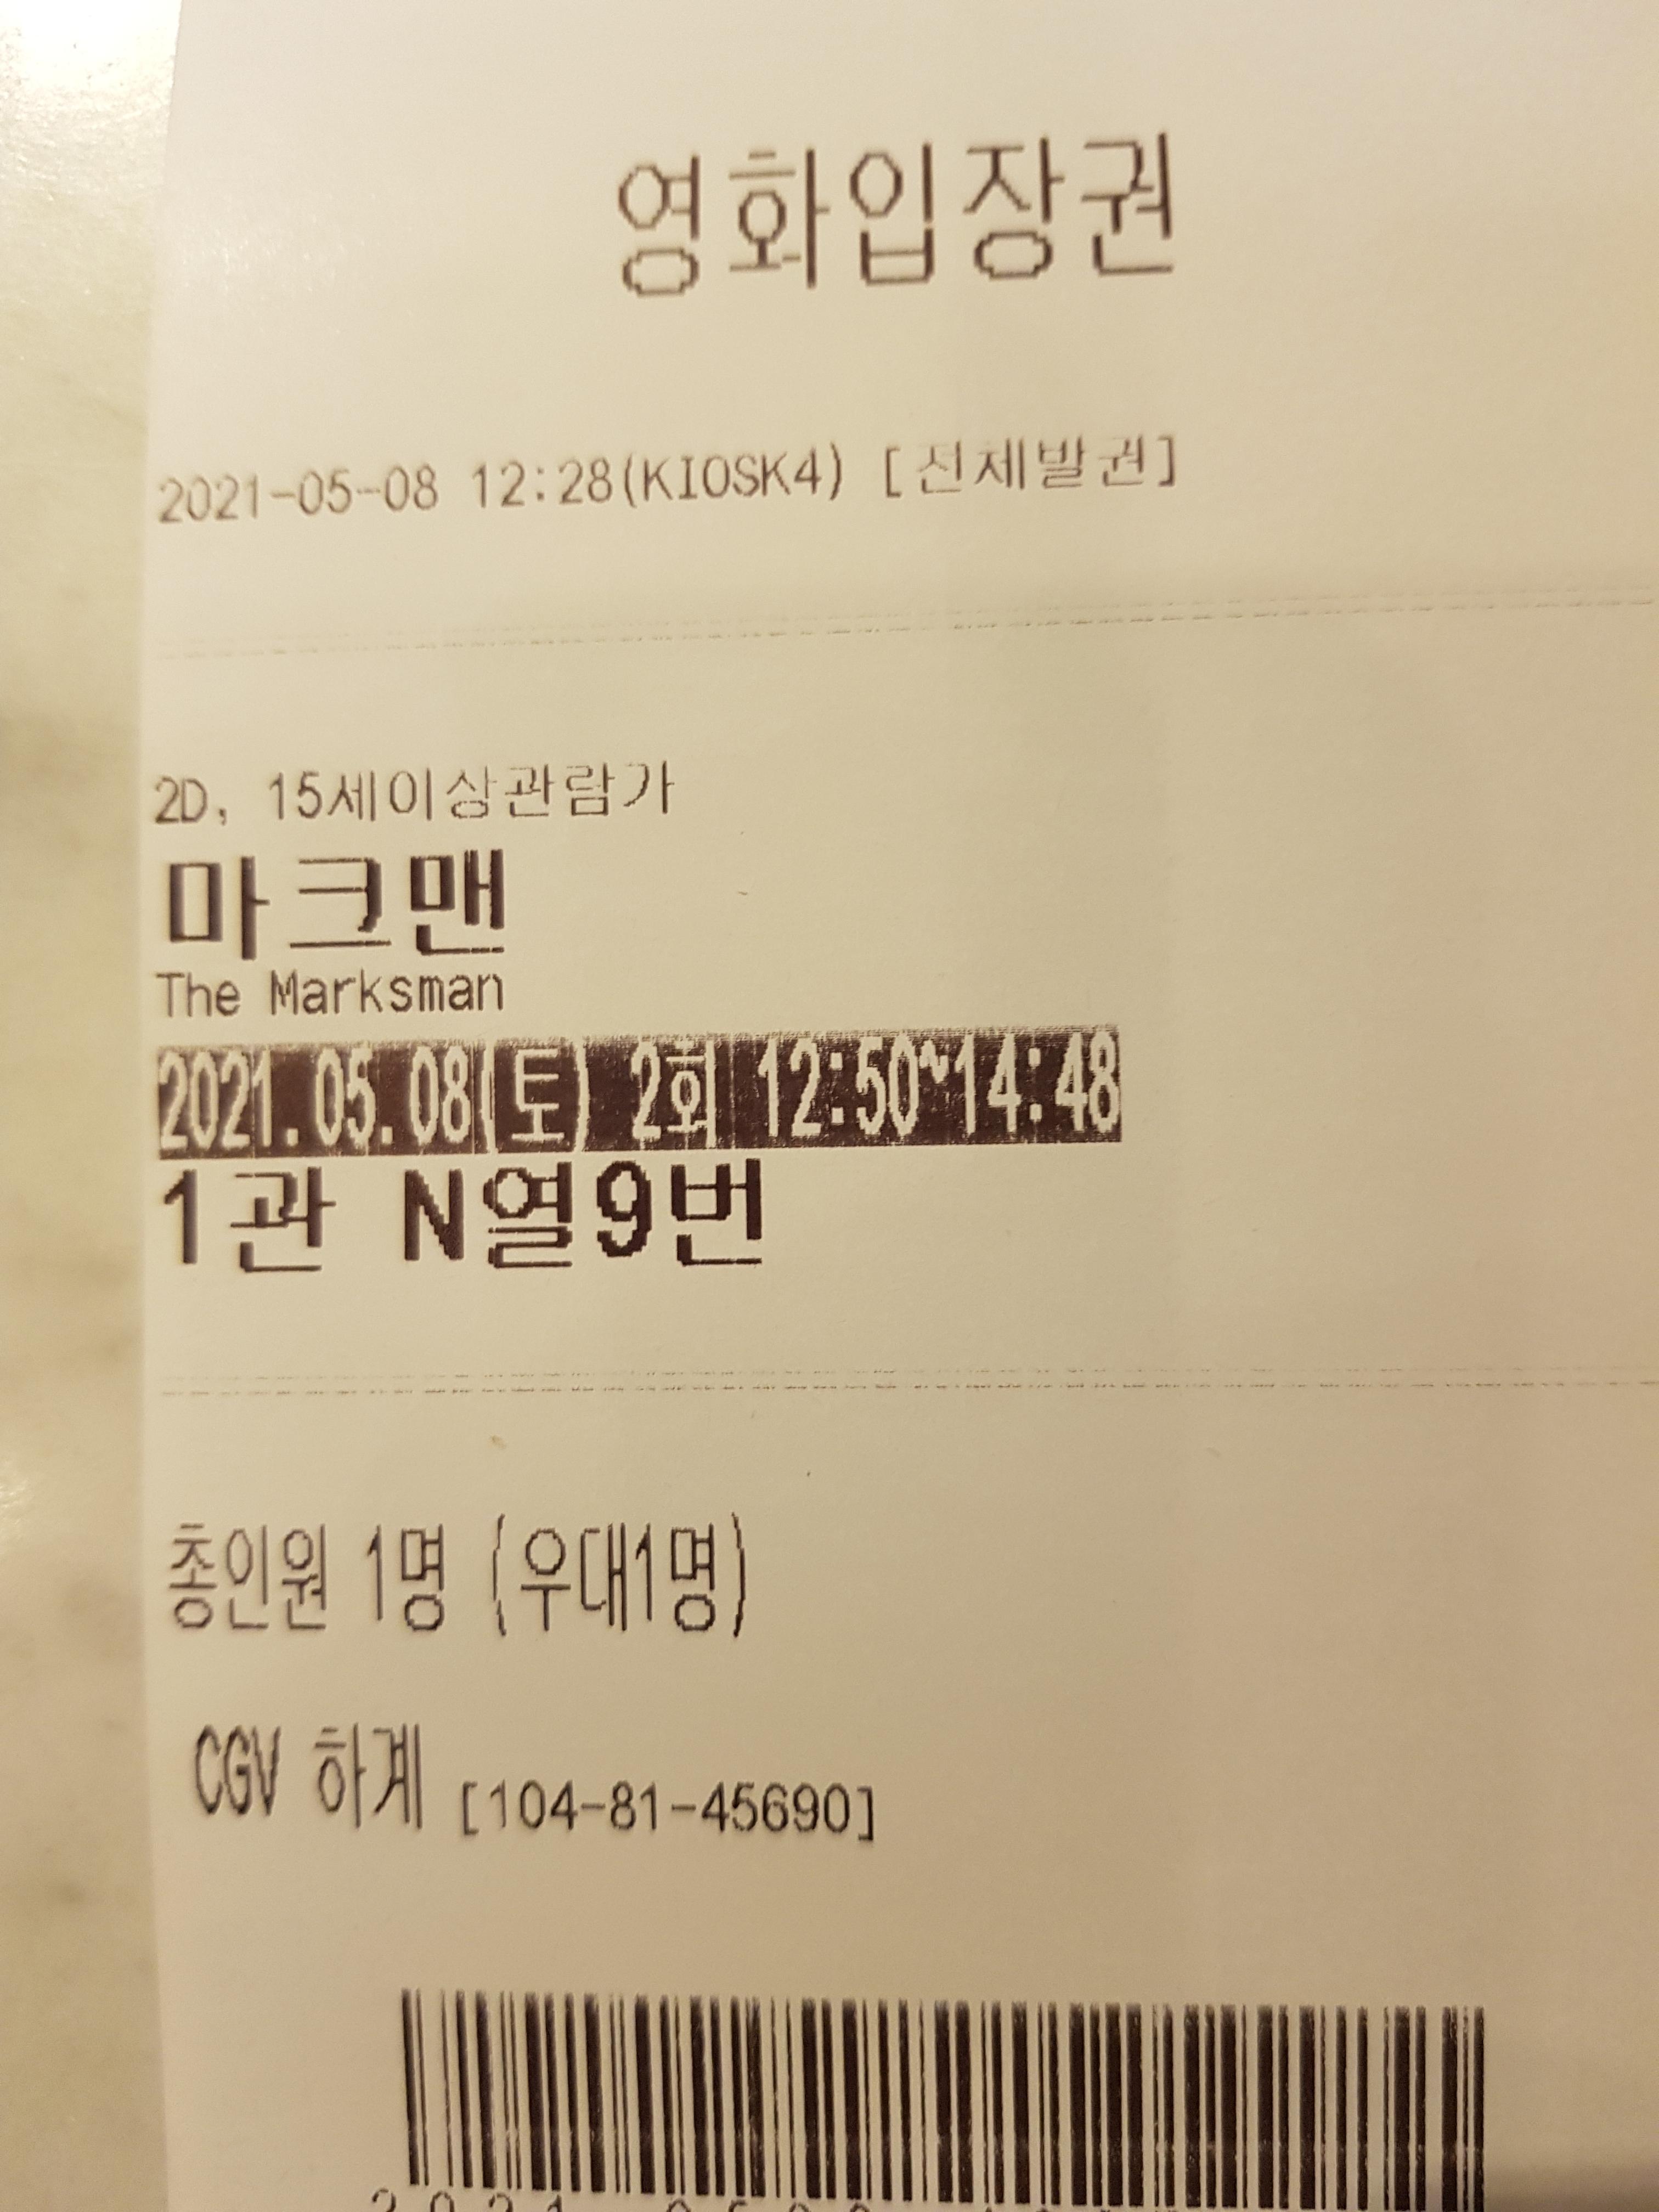 영화입장권
2021-05-08 12:28(KIOSK4) [신체발권]
2D, 15세이상관람가
마크맨
The Marksman
2021.05.08(토) 2회 12:50~14:48
1관 N열9번
총인원 1명 (우대1명)
CGV 하계 [104-81-45690]